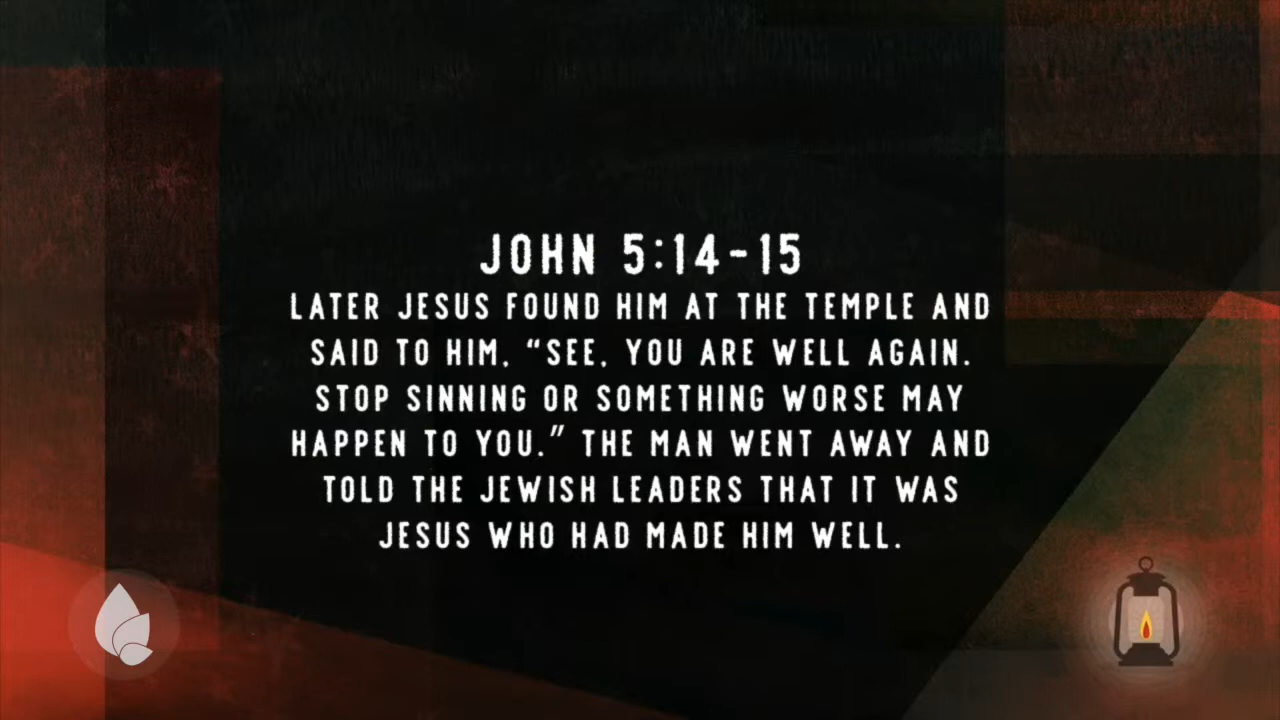 JOHN 5:14-15
LATER JESUS FOUND HIM AT THE TEMPLE AND
SAID TO HIM, “SEE, YOU ARE WELL AGAIN.
STOP SINNING OR SOMETHING WORSE MAY
HAPPEN TO YOU.” THE MAN WENT AWAY AND
TOLD THE JEWISH LEADERS THAT IT WAS
JESUS WHO HAD MADE HIM WELL.